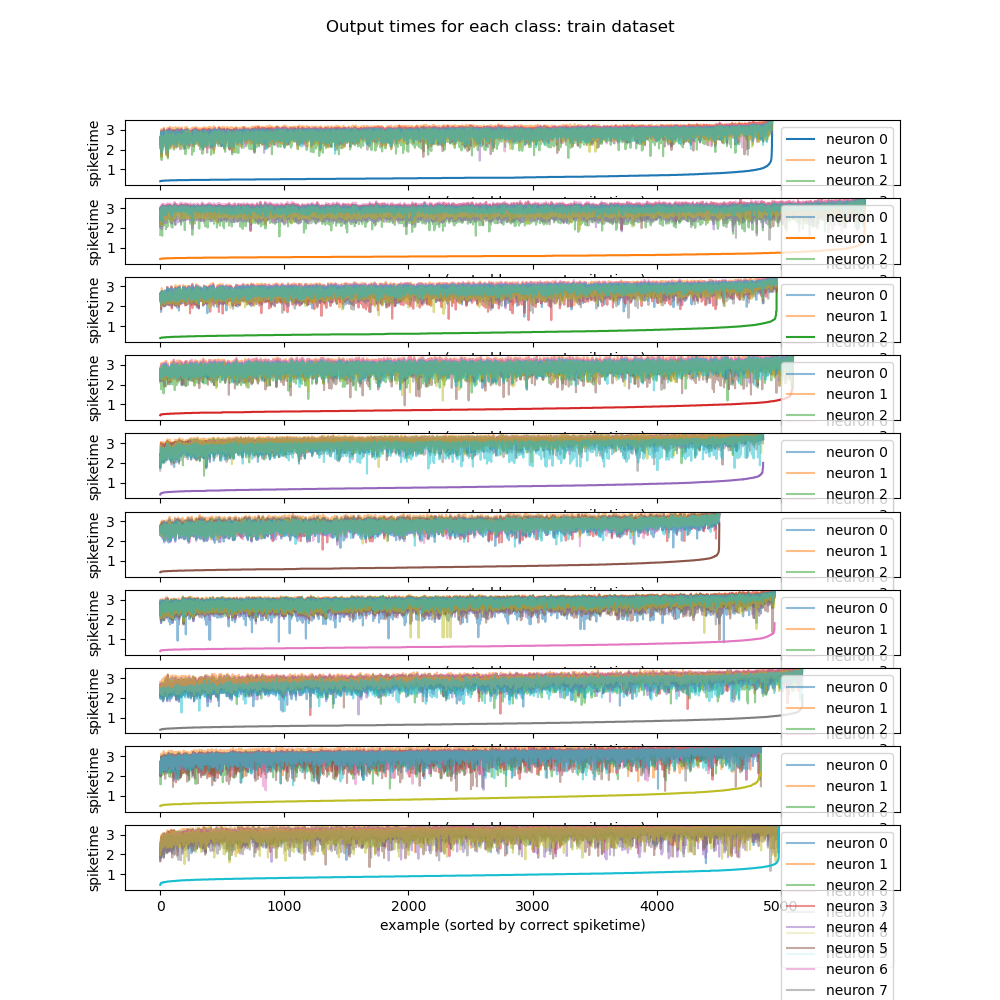 Output times for each class: train dataset
spiketime
3
2
1
neuron 0
neuron 1
neuron 2
spiketime
3
2
1
neuron 0
neuron 1
neuron 2
spiketime
3
2
1
neuron 0
neuron 1
neuron 2
spiketime
3
2
1
neuron 0
neuron 1
neuron 2
spiketime
3
2
1
neuron 0
neuron 1
neuron 2
spiketime
3
2
1
neuron 0
neuron 1
neuron 2
spiketime
3
2
1
neuron 0
neuron 1
neuron 2
spiketime
3
2
1
neuron 0
neuron 1
neuron 2
spiketime
3
2
1
neuron 0
neuron 1
neuron 2
spiketime
3
2
1
neuron 0
neuron 1
neuron 2
neuron 3
neuron 4
neuron 5
neuron 6
neuron 7
0 1000 2000 3000 4000 5000
example (sorted by correct spiketime)